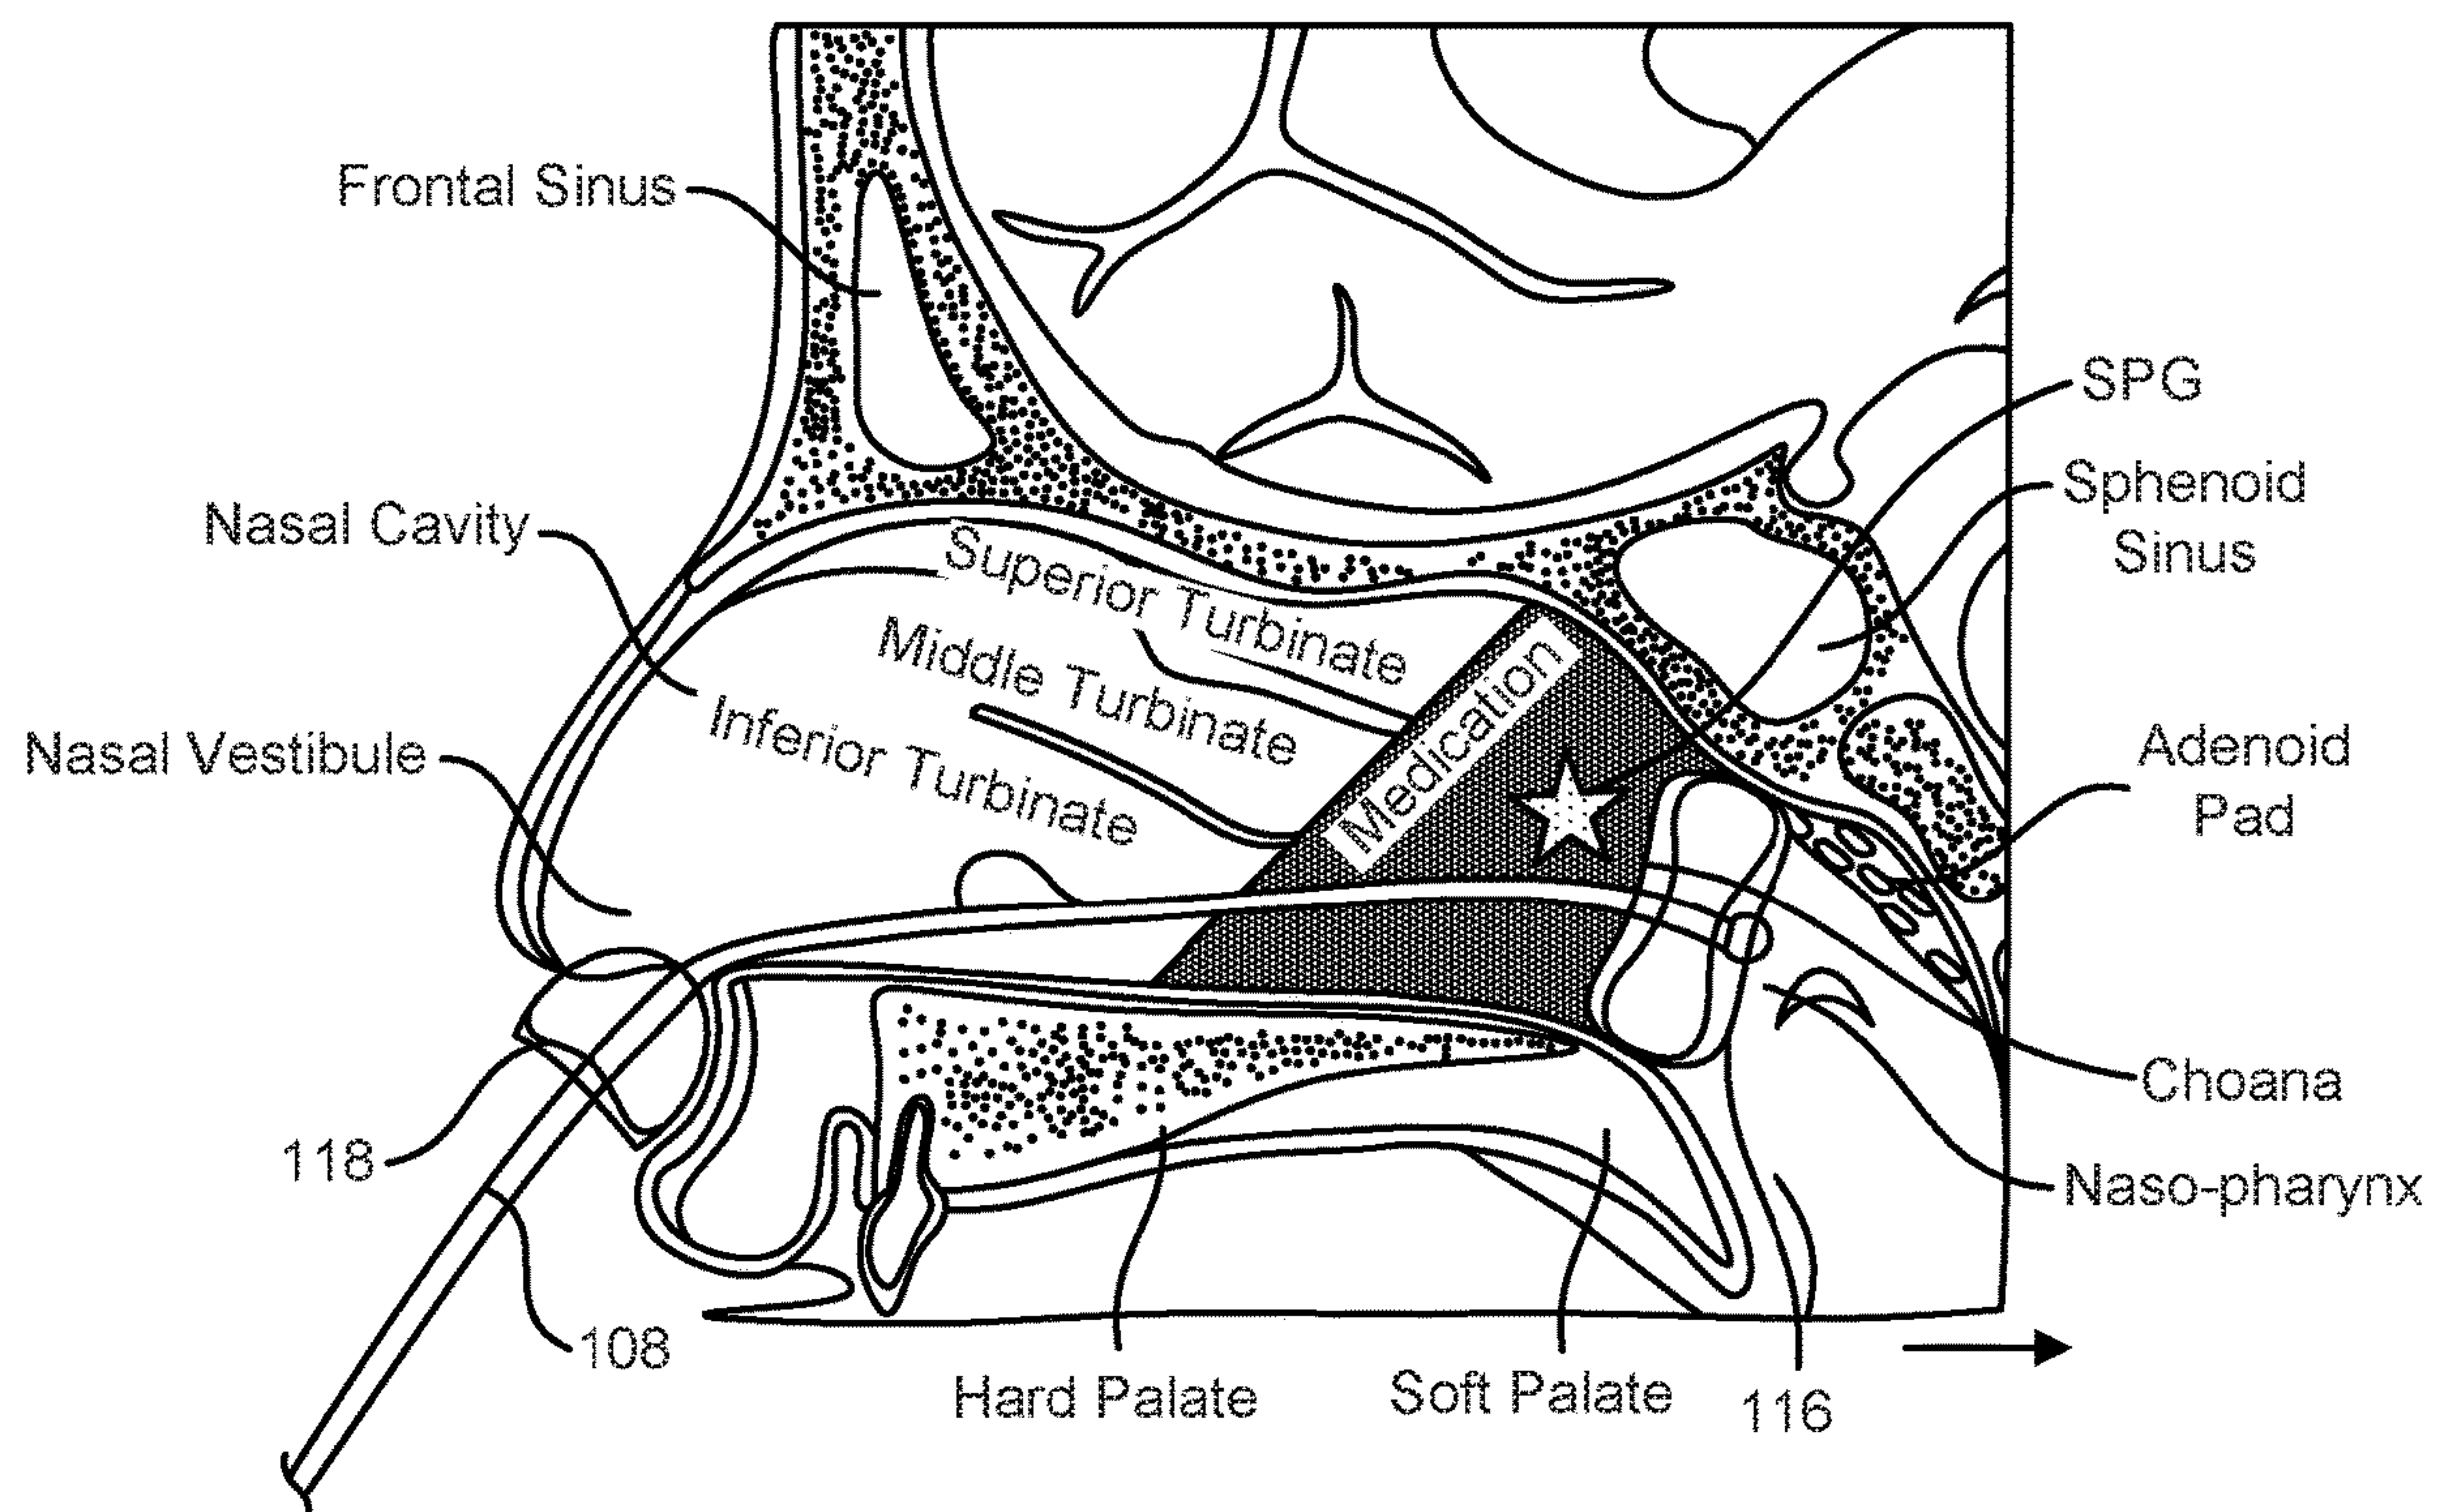 Frontal Sinus
SPG
Sphenoid
Sinus
Nasal Cavity
Superior Turbinate
Middle Turbinate
Inferior Turbinate
Medication
Nasal Vestibule
Adenoid
Pad
Choana
118
Naso-pharynx
108
Hard Palate
Soft Palate
116